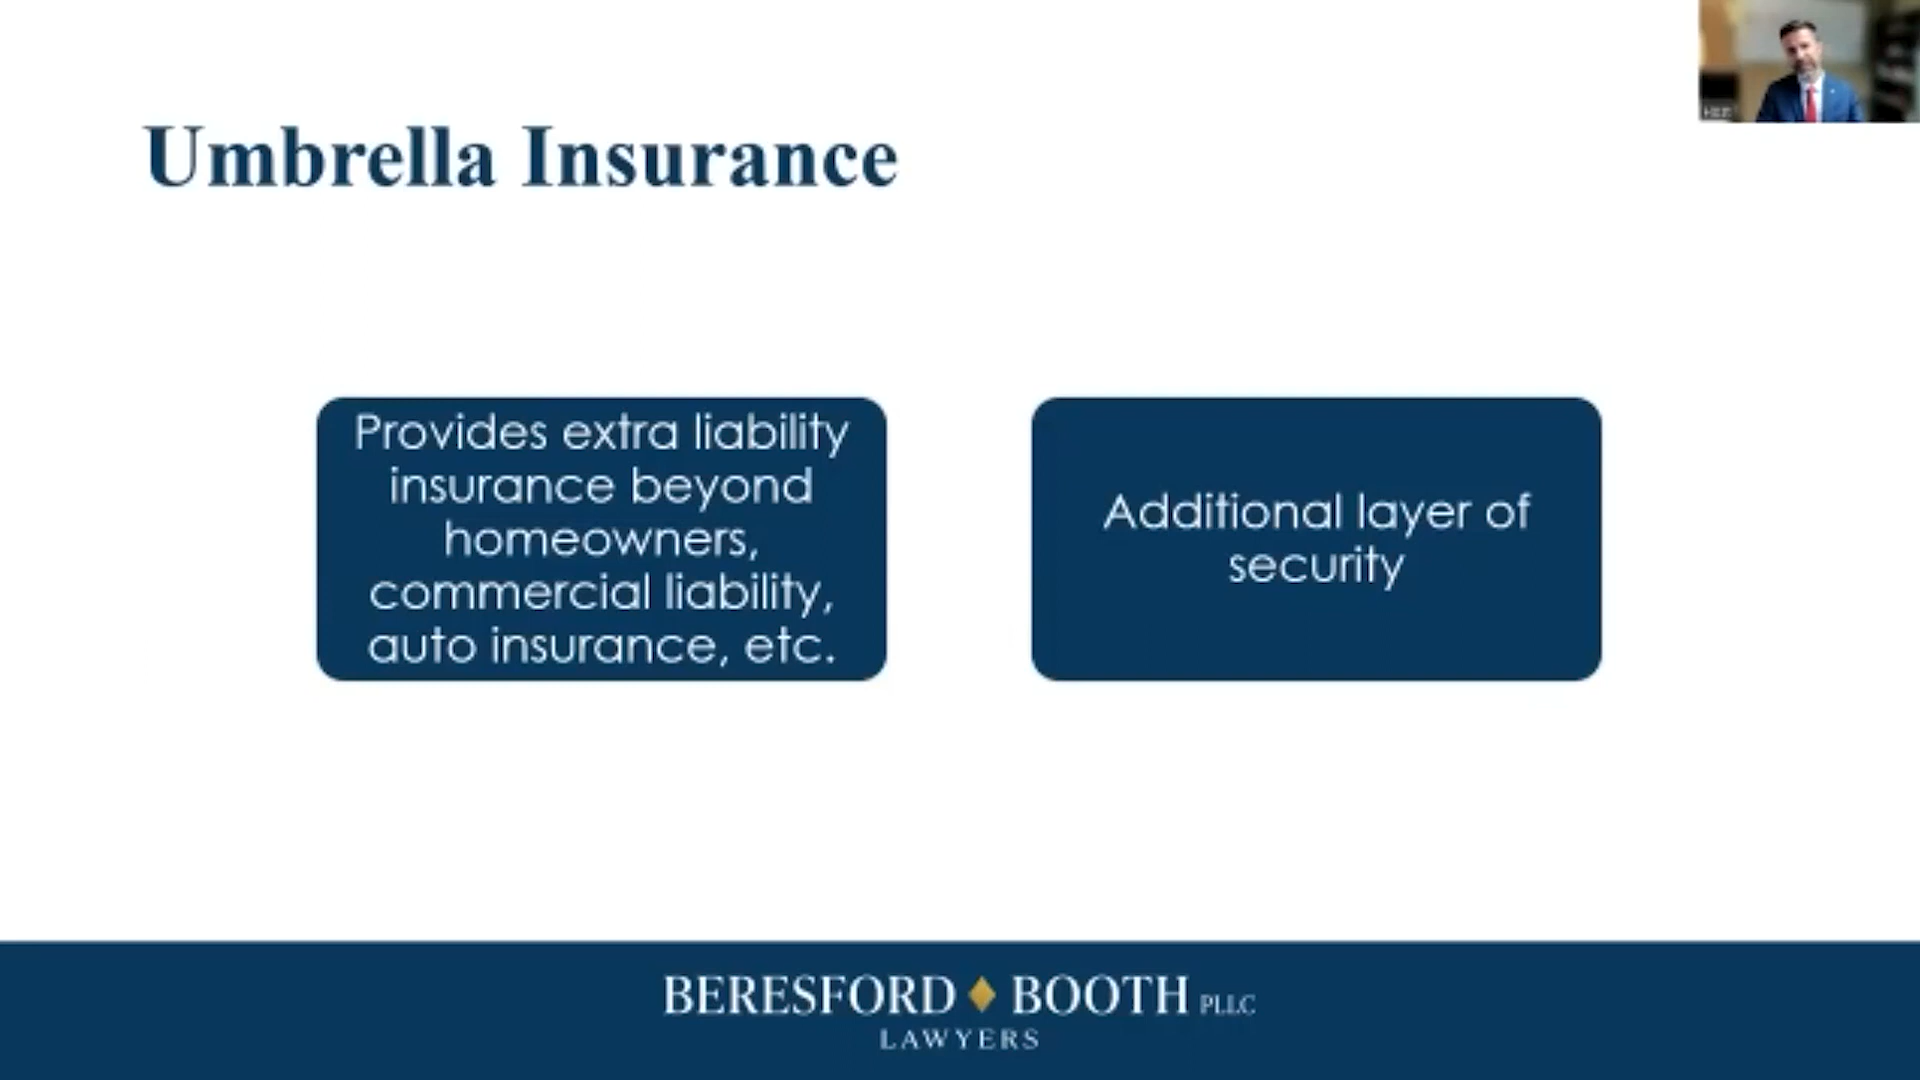 Umbrella Insurance
Provides extra liability
insurance beyond
homeowners,
commercial liability,
auto insurance, etc.
Additional layer of
security
BERESFORD BOOTH PLLC
LAWYERS